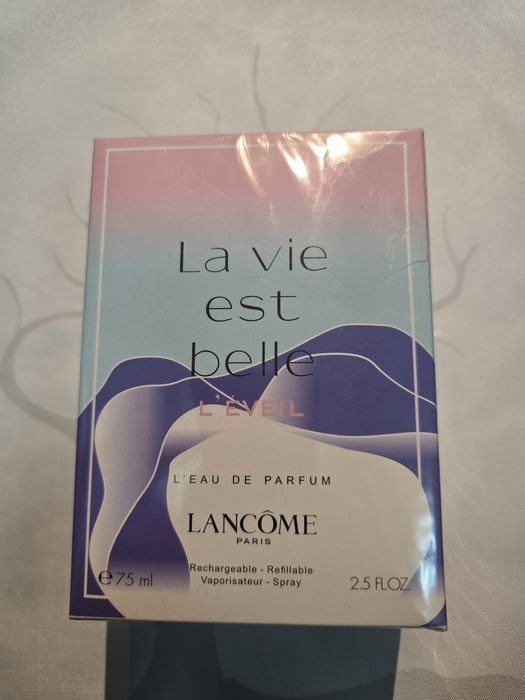 La vie
est
belle
L'ÉVEIL
L'EAU DE PARFUM
LANCÔME
PARIS
Rechargeable - Refillable
Vaporisateur - Spray
℮75 ml
2.5 FL.OZ.